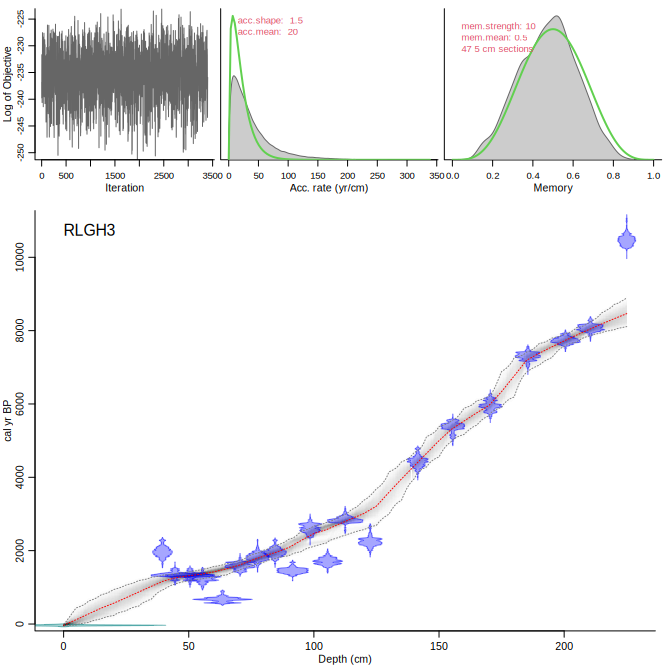 Log of Objective
-225
-230
-235
-240
-245
-250
0 500 1500 2500 3500
Iteration
acc.shape: 1.5
acc.mean: 20
0 50 100 150 200 250 300 350
Acc. rate (yr/cm)
mem.strength: 10
mem.mean: 0.5
47 5 cm sections
0.0 0.2 0.4 0.6 0.8 1.0
Memory
RLGH3
cal yr BP
10000
8000
6000
4000
2000
0
0 50 100 150 200
Depth (cm)